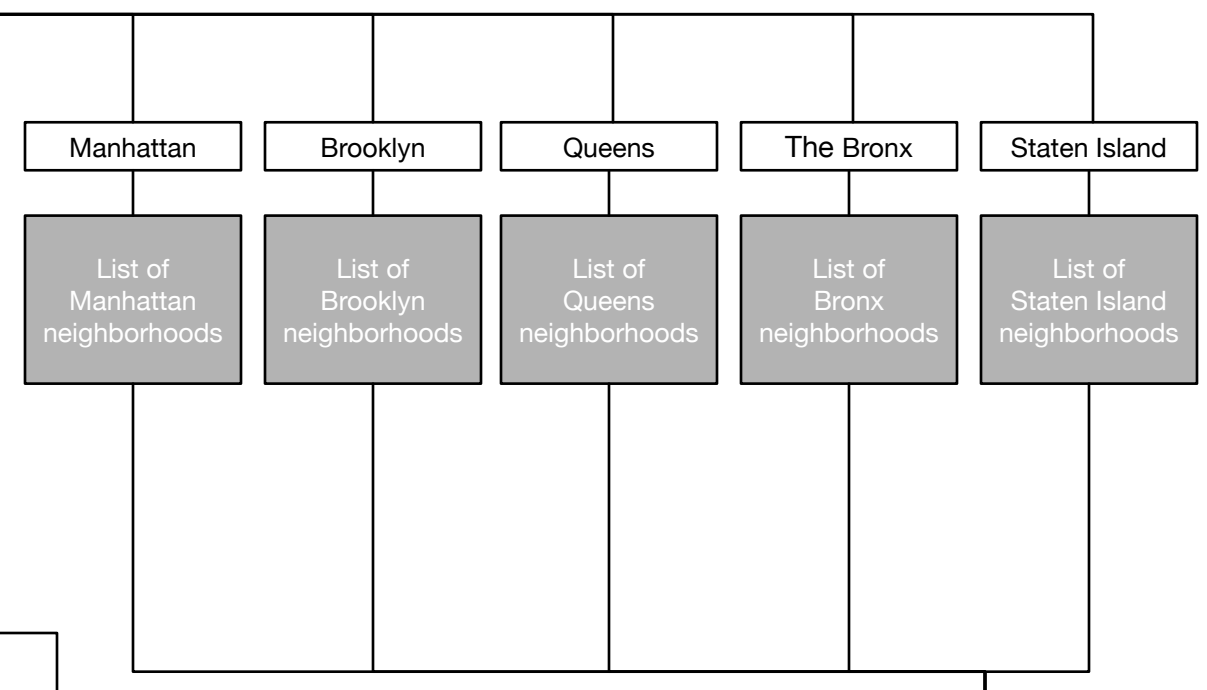 Manhattan
Brooklyn
Queens
The Bronx
Staten Island
List of
Manhattan
neighborhoods
List of
Brooklyn
neighborhoods
List of
Queens
neighborhoods
List of
Bronx
neighborhoods
List of
Staten Island
neighborhoods